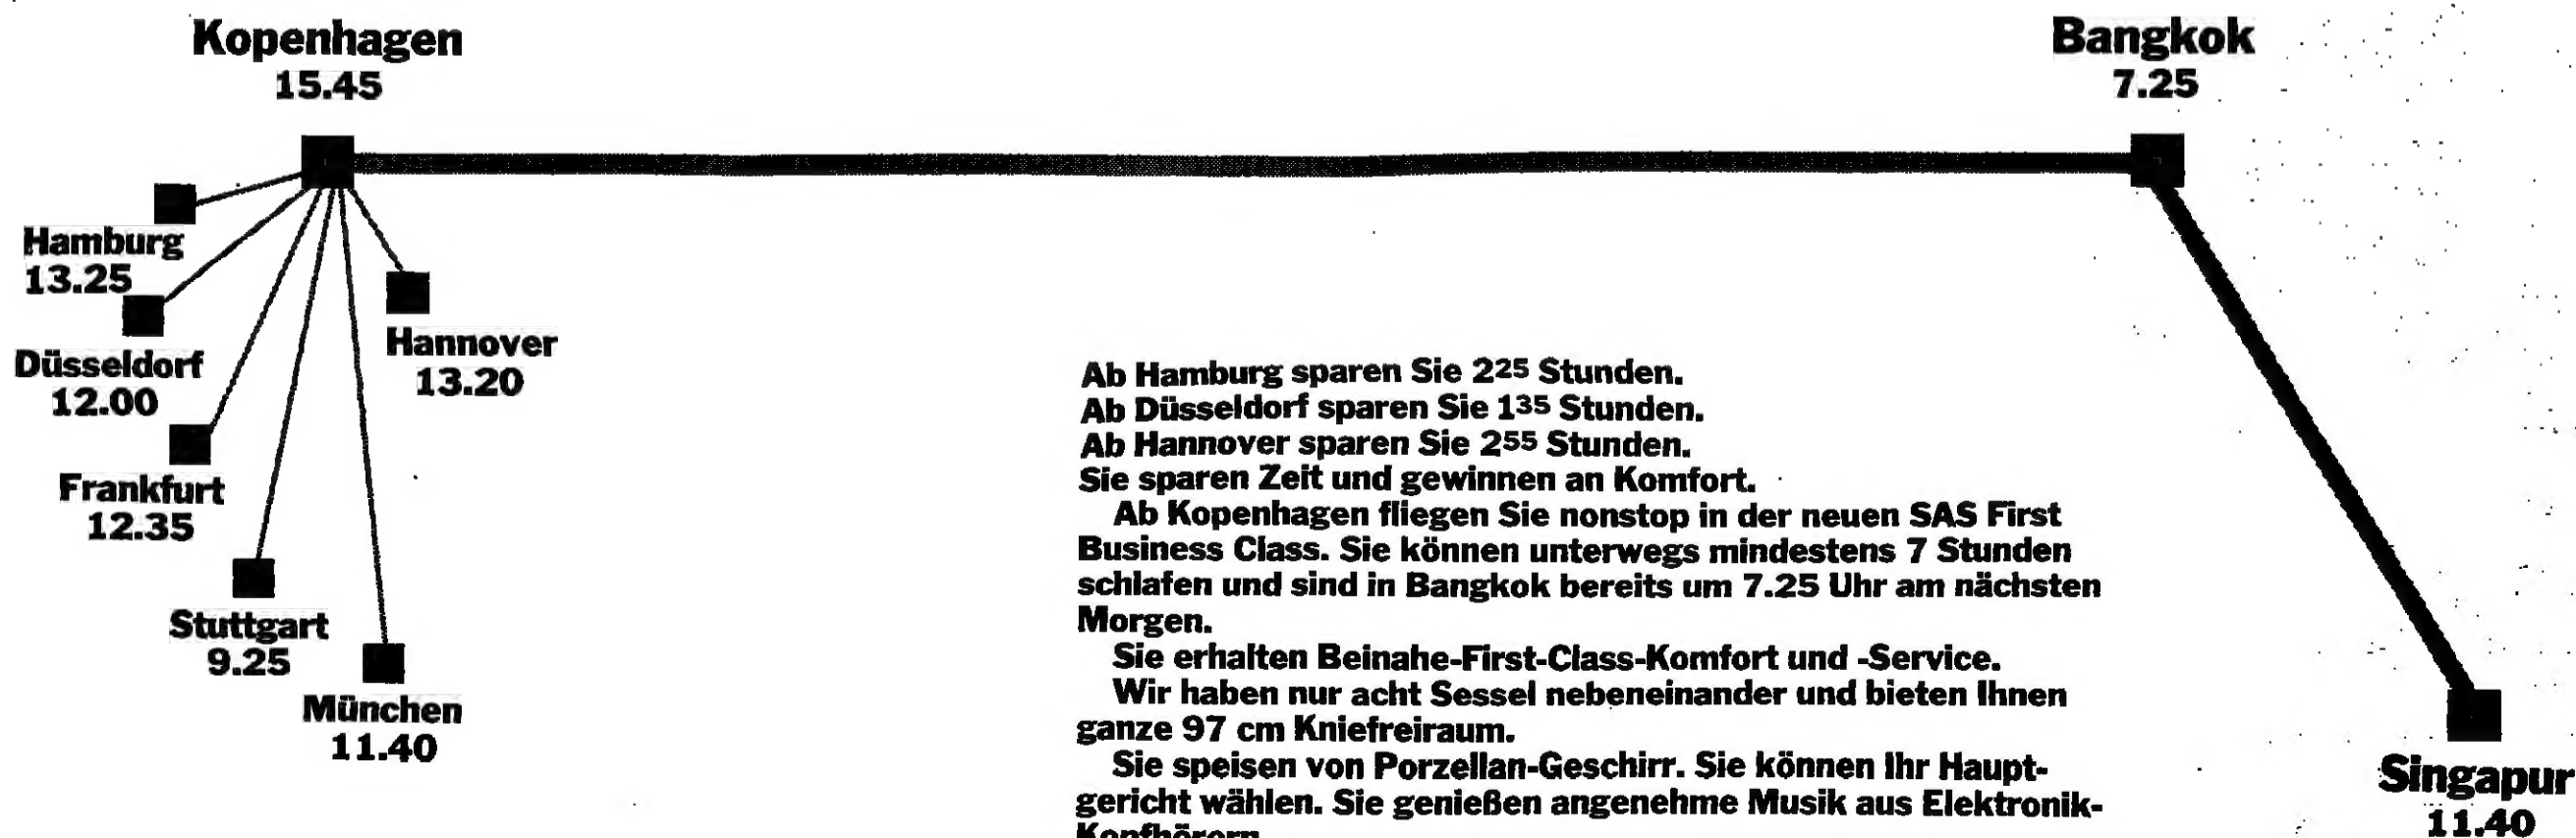 Kopenhagen
15.45
Bangkok
7.25
Hamburg
13.25
Düsseldorf
12.00
Frankfurt
12.35
Stuttgart
9.25
München
11.40
Hannover
13.20
Ab Hamburg sparen Sie 2²⁵ Stunden.
Ab Düsseldorf sparen Sie 1³⁵ Stunden.
Ab Hannover sparen Sie 2⁵⁵ Stunden.
Sie sparen Zeit und gewinnen an Komfort.
Ab Kopenhagen fliegen Sie nonstop in der neuen SAS First
Business Class. Sie können unterwegs mindestens 7 Stunden
schlafen und sind in Bangkok bereits um 7.25 Uhr am nächsten
Morgen.
Sie erhalten Beinahe-First-Class-Komfort und -Service.
Wir haben nur acht Sessel nebeneinander und bieten Ihnen
ganze 97 cm Kniefreiraum.
Sie speisen von Porzellan-Geschirr. Sie können Ihr Haupt-
gericht wählen. Sie genießen angenehme Musik aus Elektronik-
Kopfhörern
Singapur
11.40